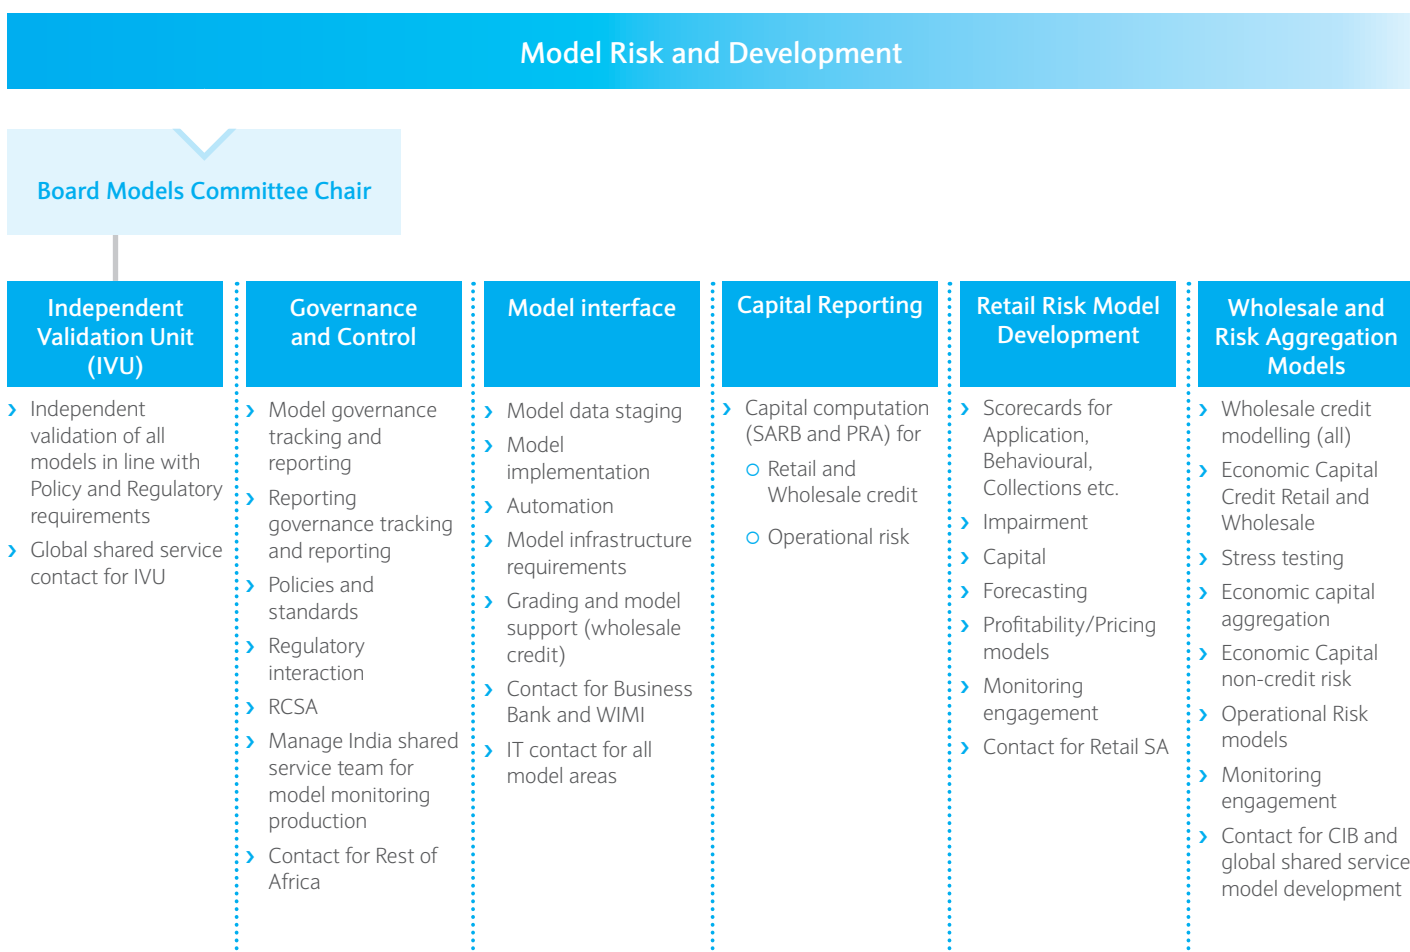 Model Risk and Development
Board Models Committee Chair
Independent
Validation Unit
(IVU)
› Independent
validation of all
models in line with
Policy and Regulatory
requirements
› Global shared service
contact for IVU
Governance
and Control
› Model governance
tracking and
reporting
› Reporting
governance tracking
and reporting
› Policies and
standards
› Regulatory
interaction
› RCSA
› Manage India shared
service team for
model monitoring
production
› Contact for Rest of
Africa
Model interface
› Model data staging
› Model
implementation
› Automation
› Model infrastructure
requirements
› Grading and model
support (wholesale
credit)
› Contact for Business
Bank and WIMI
› IT contact for all
model areas
Capital Reporting
› Capital computation
(SARB and PRA) for
○ Retail and
Wholesale credit
○ Operational risk
Retail Risk Model
Development
› Scorecards for
Application,
Behavioural,
Collections etc.
› Impairment
› Capital
› Forecasting
› Profitability/Pricing
models
› Monitoring
engagement
› Contact for Retail SA
Wholesale and
Risk Aggregation
Models
› Wholesale credit
modelling (all)
› Economic Capital
Credit Retail and
Wholesale
› Stress testing
› Economic capital
aggregation
› Economic Capital
non-credit risk
› Operational Risk
models
› Monitoring
engagement
› Contact for CIB and
global shared service
model development